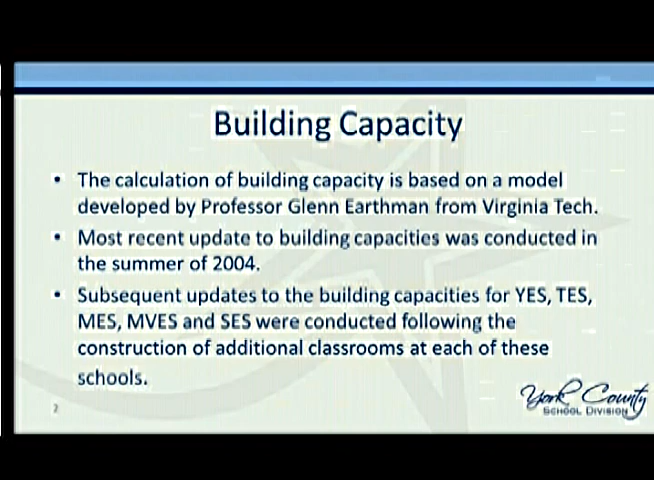 Building Capacity
• The calculation of building capacity is based on a model
developed by Professor Glenn Earthman from Virginia Tech.
• Most recent update to building capacities was conducted in
the summer of 2004.
• Subsequent updates to the building capacities for YES, TES,
MES, MVES and SES were conducted following the
construction of additional classrooms at each of these
schools.
2
York County
SCHOOL DIVISION